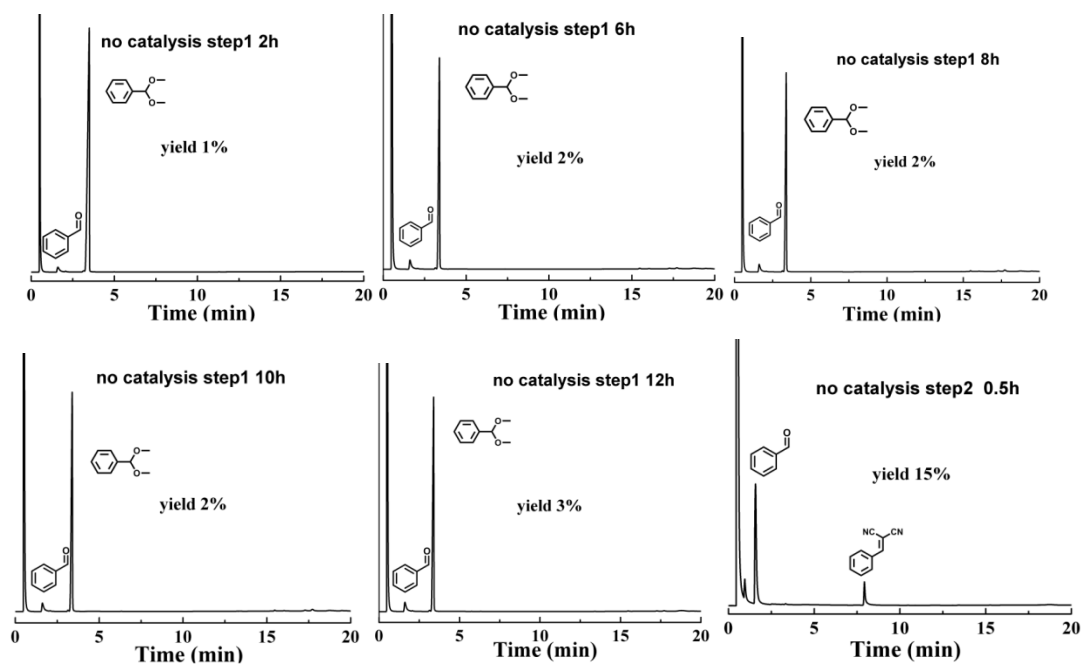 no catalysis step1 2h
O
O
yield 1%
O
0 5 10 15 20
Time (min)
no catalysis step1 6h
O
O
yield 2%
O
0 5 10 15 20
Time (min)
no catalysis step1 8h
O
O
yield 2%
O
0 5 10 15 20
Time (min)
no catalysis step1 10h
O
O
yield 2%
O
0 5 10 15 20
Time (min)
no catalysis step1 12h
O
O
yield 3%
O
0 5 10 15 20
Time (min)
no catalysis step2 0.5h
O
yield 15%
NC CN
0 5 10 15 20
Time (min)